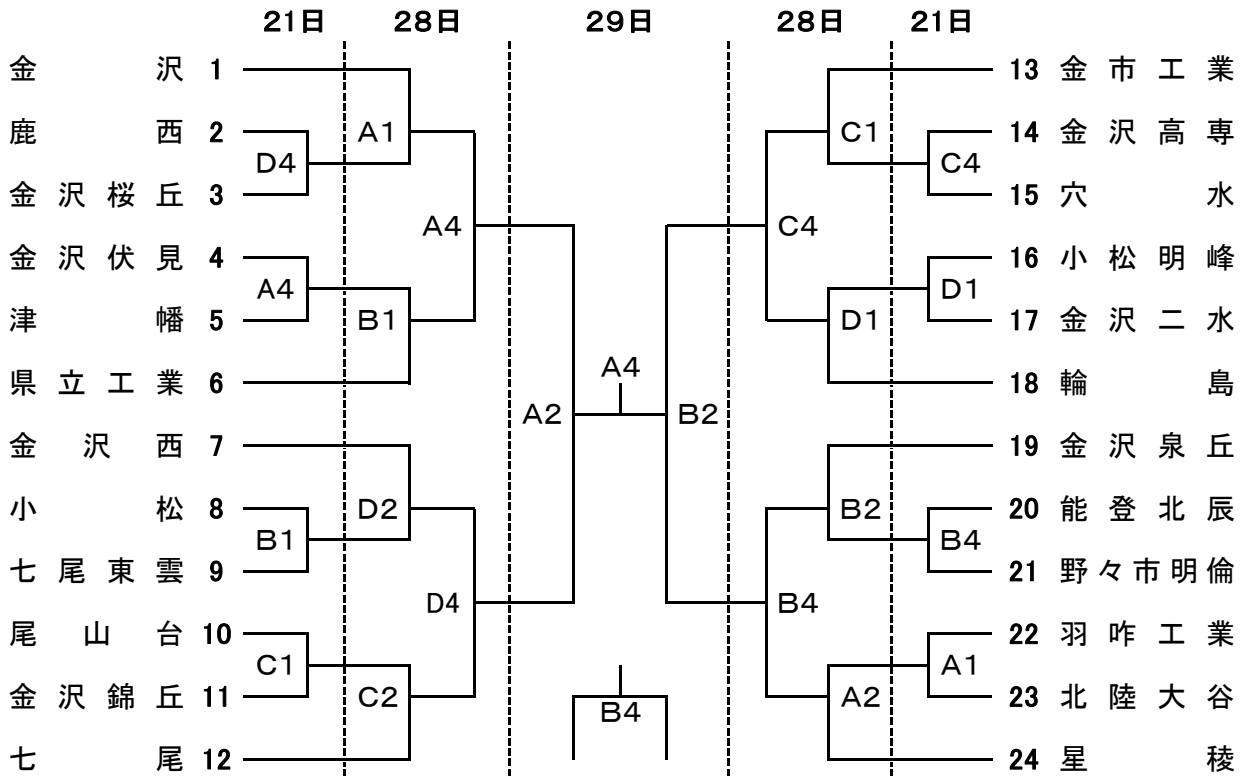 21日 28日 29日 28日 21日
金沢 1 13 金市工業
鹿西 2 A1 C1 14 金沢高専
D4 C4
金沢桜丘 3 15 穴水
A4 C4
金沢伏見 4 16 小松明峰
A4 D1
津幡 5 B1 D1 17 金沢二水
A4
県立工業 6 18 輪島
A2 B2
金沢西 7 19 金沢泉丘
小松 8 D2 B2 20 能登北辰
B1 B4
七尾東雲 9 21 野々市明倫
D4 B4
尾山台 10 22 羽咋工業
C1 A1
金沢錦丘 11 C2 A2 23 北陸大谷
B4
七尾 12 24 星稜